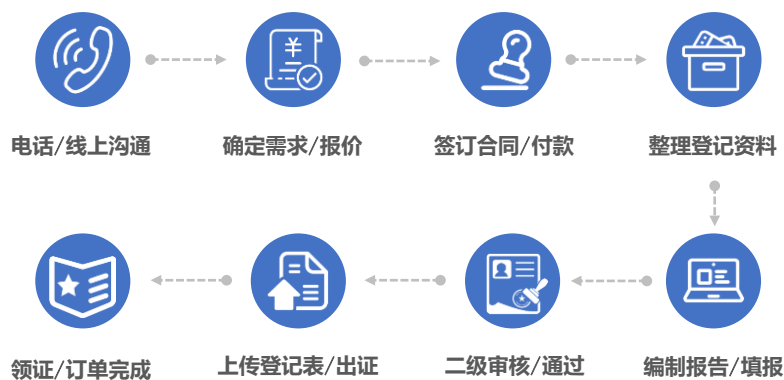 电话/线上沟通
确定需求/报价
签订合同/付款
整理登记资料
领证/订单完成
上传登记表/出证
二级审核/通过
编制报告/填报